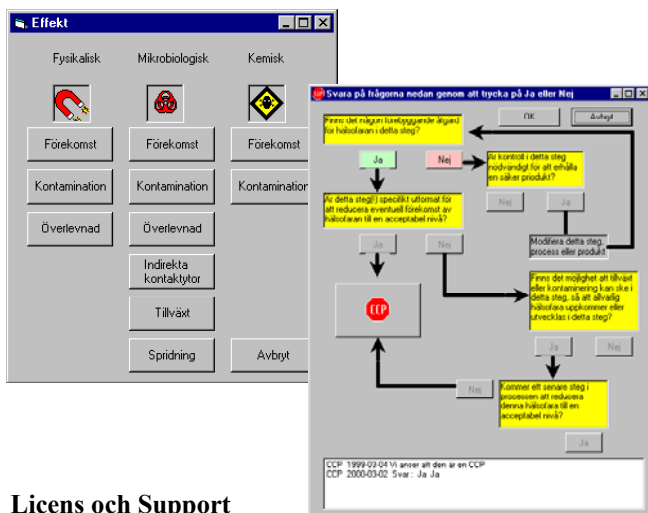 Effekt
Fysikalisk Mikrobiologisk Kemisk
Förekomst Förekomst Förekomst
Kontamination Kontamination Kontamination
Överlevnad Överlevnad
Indirekta
kontaktytor
Tillväxt
Spridning Avbryt
Svara på frågorna nedan genom att trycka på Ja eller Nej
OK Avbryt
Finns det någon förebyggande åtgärd
för hälsofaran i detta steg?
Ja Nej
Är kontroll i detta steg
nödvändigt för att erhålla
en säker produkt?
Nej Ja
Modifiera detta steg,
process eller produkt
Är detta steg(!) specifikt utformat för
att reducera eventuell förekomst av
hälsofaran till en acceptabel nivå?
Ja Nej
Finns det möjlighet att tillväxt
eller kontaminering kan ske i
detta steg, så att allvarlig
hälsofara uppkommer eller
utvecklas i detta steg?
Ja Nej
CCP
Kommer ett senare steg i
processen att reducera
denna hälsofara till en
acceptabel nivå?
Nej
Ja
CCP 1999-03-04 Vi anser att den är en CCP
CCP 2000-03-02 Svar: Ja Ja
Licens och Support